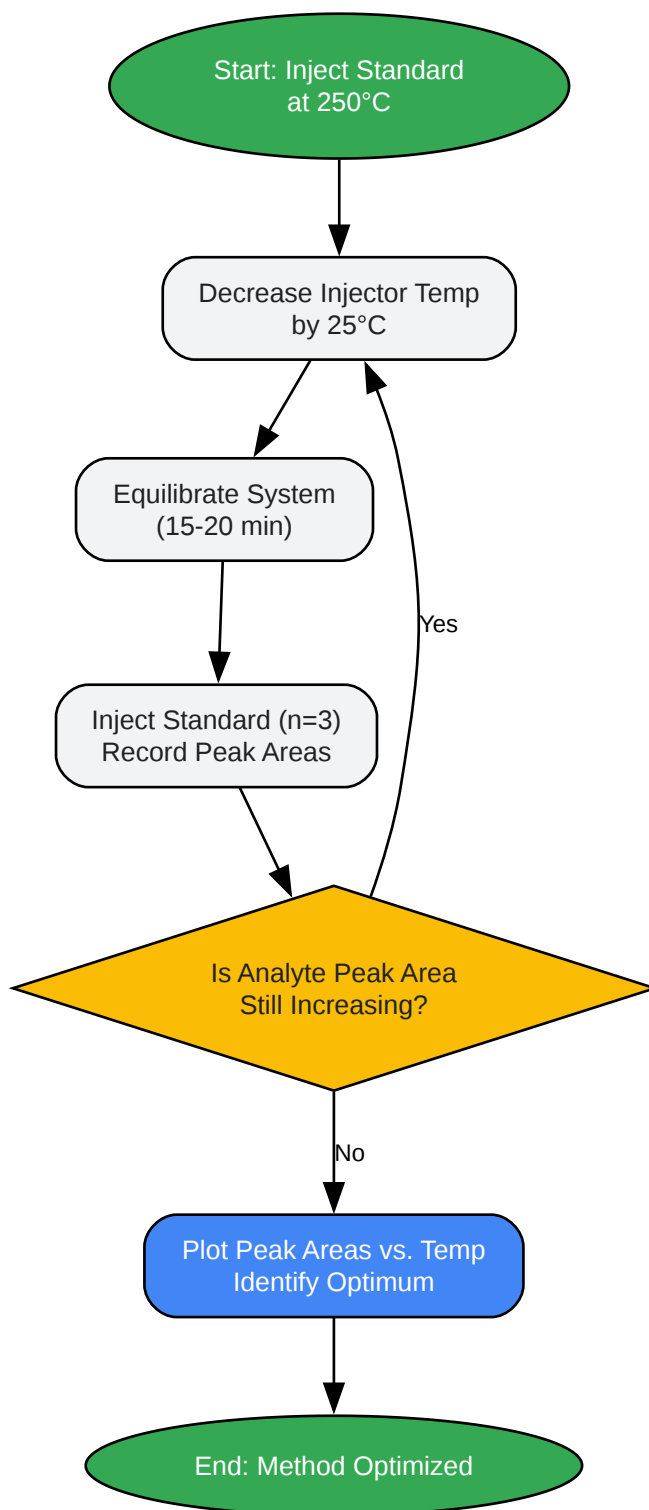 Start: Inject Standard
at 250°C
Decrease Injector Temp
by 25°C
Equilibrate System
(15-20 min)
Yes
Inject Standard (n=3)
Record Peak Areas
Is Analyte Peak Area
Still Increasing?
No
Plot Peak Areas vs. Temp
Identify Optimum
End: Method Optimized